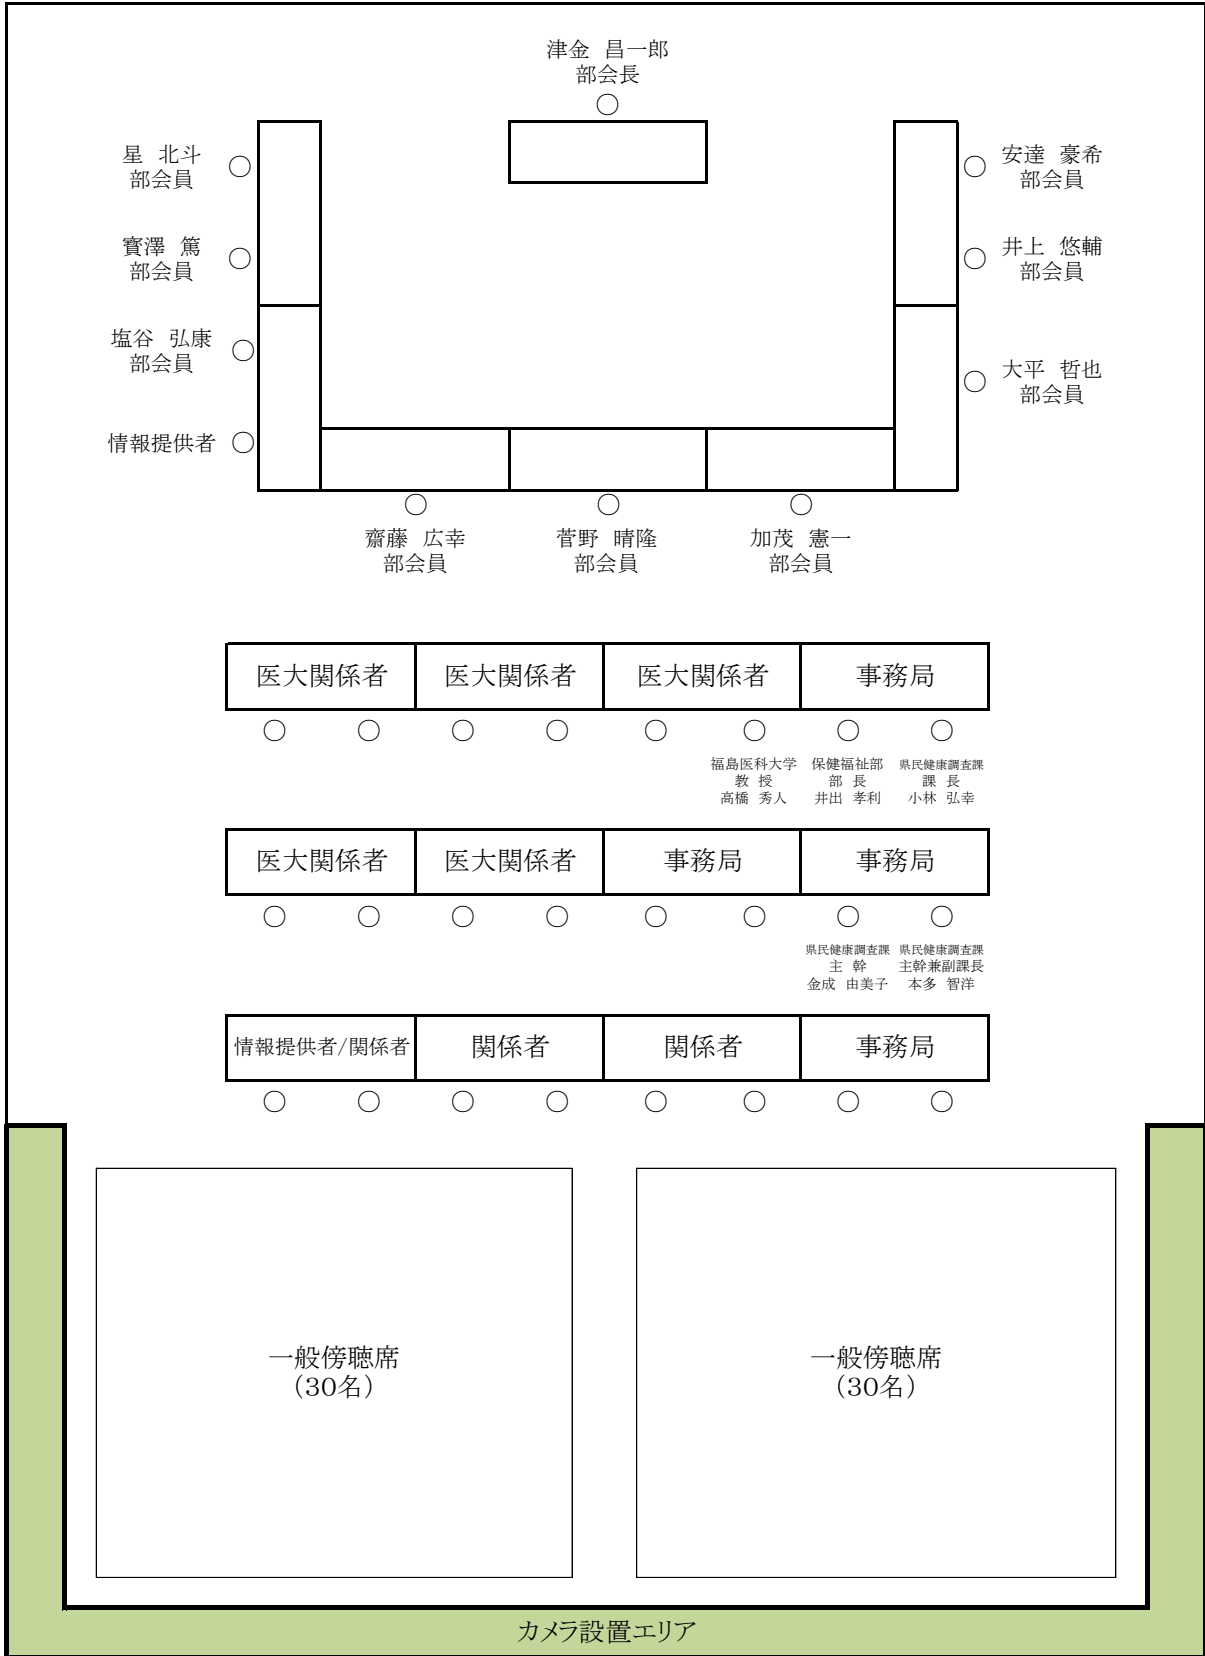 津金 昌一郎
部会長
星 北斗
部会員
安達 豪希
部会員
寳澤 篤
部会員
井上 悠輔
部会員
塩谷 弘康
部会員
大平 哲也
部会員
情報提供者
齋藤 広幸
部会員
菅野 晴隆
部会員
加茂 憲一
部会員
医大関係者
医大関係者
医大関係者
事務局
福島医科大学
教 授
高橋 秀人
保健福祉部
部 長
井出 孝利
県民健康調査課
課 長
小林 弘幸
医大関係者
医大関係者
事務局
事務局
県民健康調査課
主 幹
金成 由美子
県民健康調査課
主幹兼副課長
本多 智洋
情報提供者/関係者
関係者
関係者
事務局
一般傍聴席
(30名)
一般傍聴席
(30名)
カメラ設置エリア